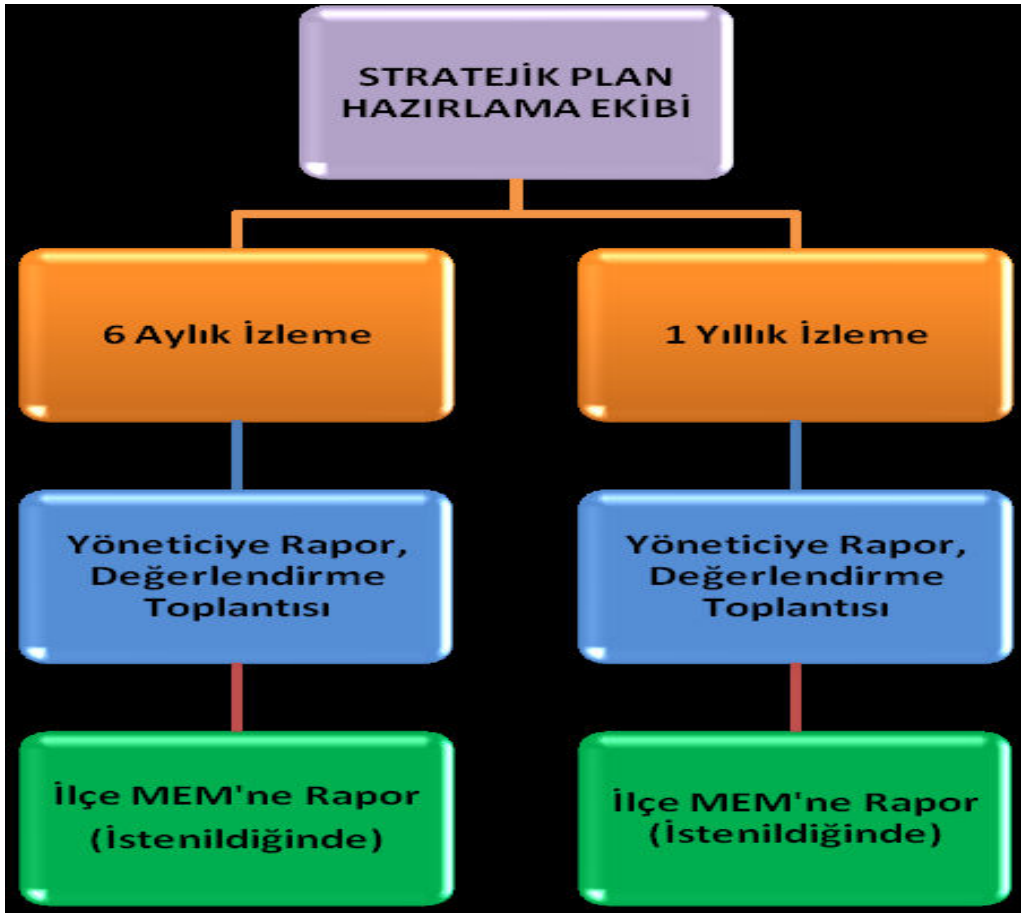 STRATEJİK PLAN
HAZIRLAMA EKİBİ
6 Aylık İzleme
1 Yıllık İzleme
Yöneticiye Rapor,
Değerlendirme
Toplantısı
Yöneticiye Rapor,
Değerlendirme
Toplantısı
İlçe MEM'ne Rapor
(İstenildiğinde)
İlçe MEM'ne Rapor
(İstenildiğinde)